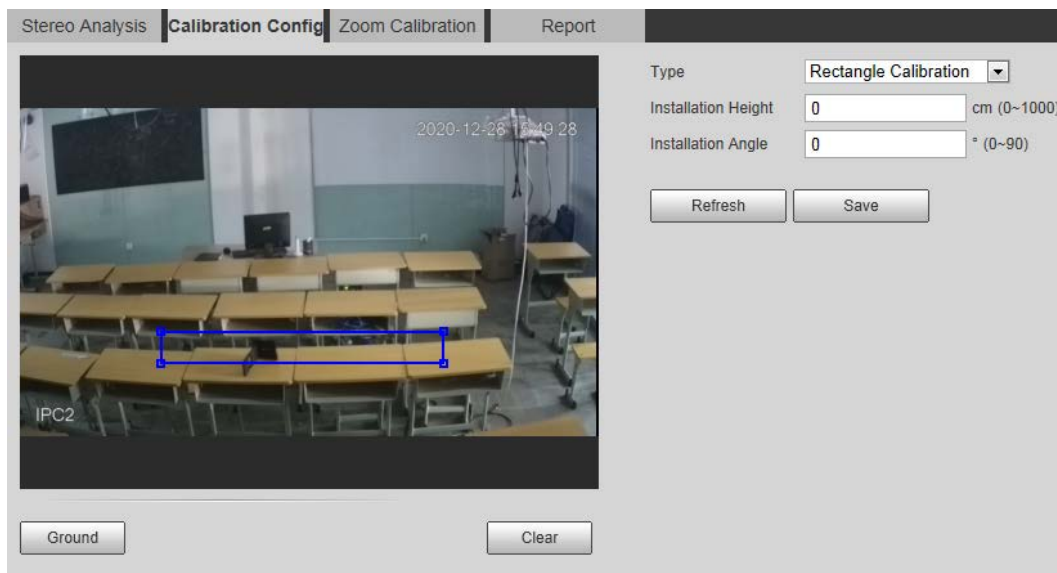 Stereo Analysis Calibration Config Zoom Calibration Report
Type Rectangle Calibration
Installation Height 0 cm (0~1000)
Installation Angle 0 ° (0~90)
Refresh Save
2020-12-28 15:49:28
IPC2
Ground Clear